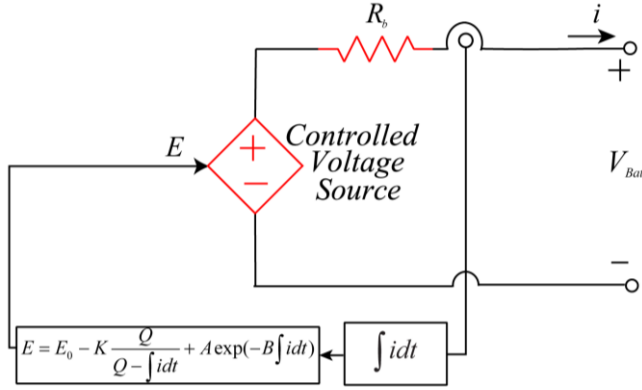 R_b
i
+
E
+
Controlled
Voltage
Source
−
V_Bat
−
E = E_0 − K Q / (Q − ∫idt) + A exp(−B∫idt)
∫idt